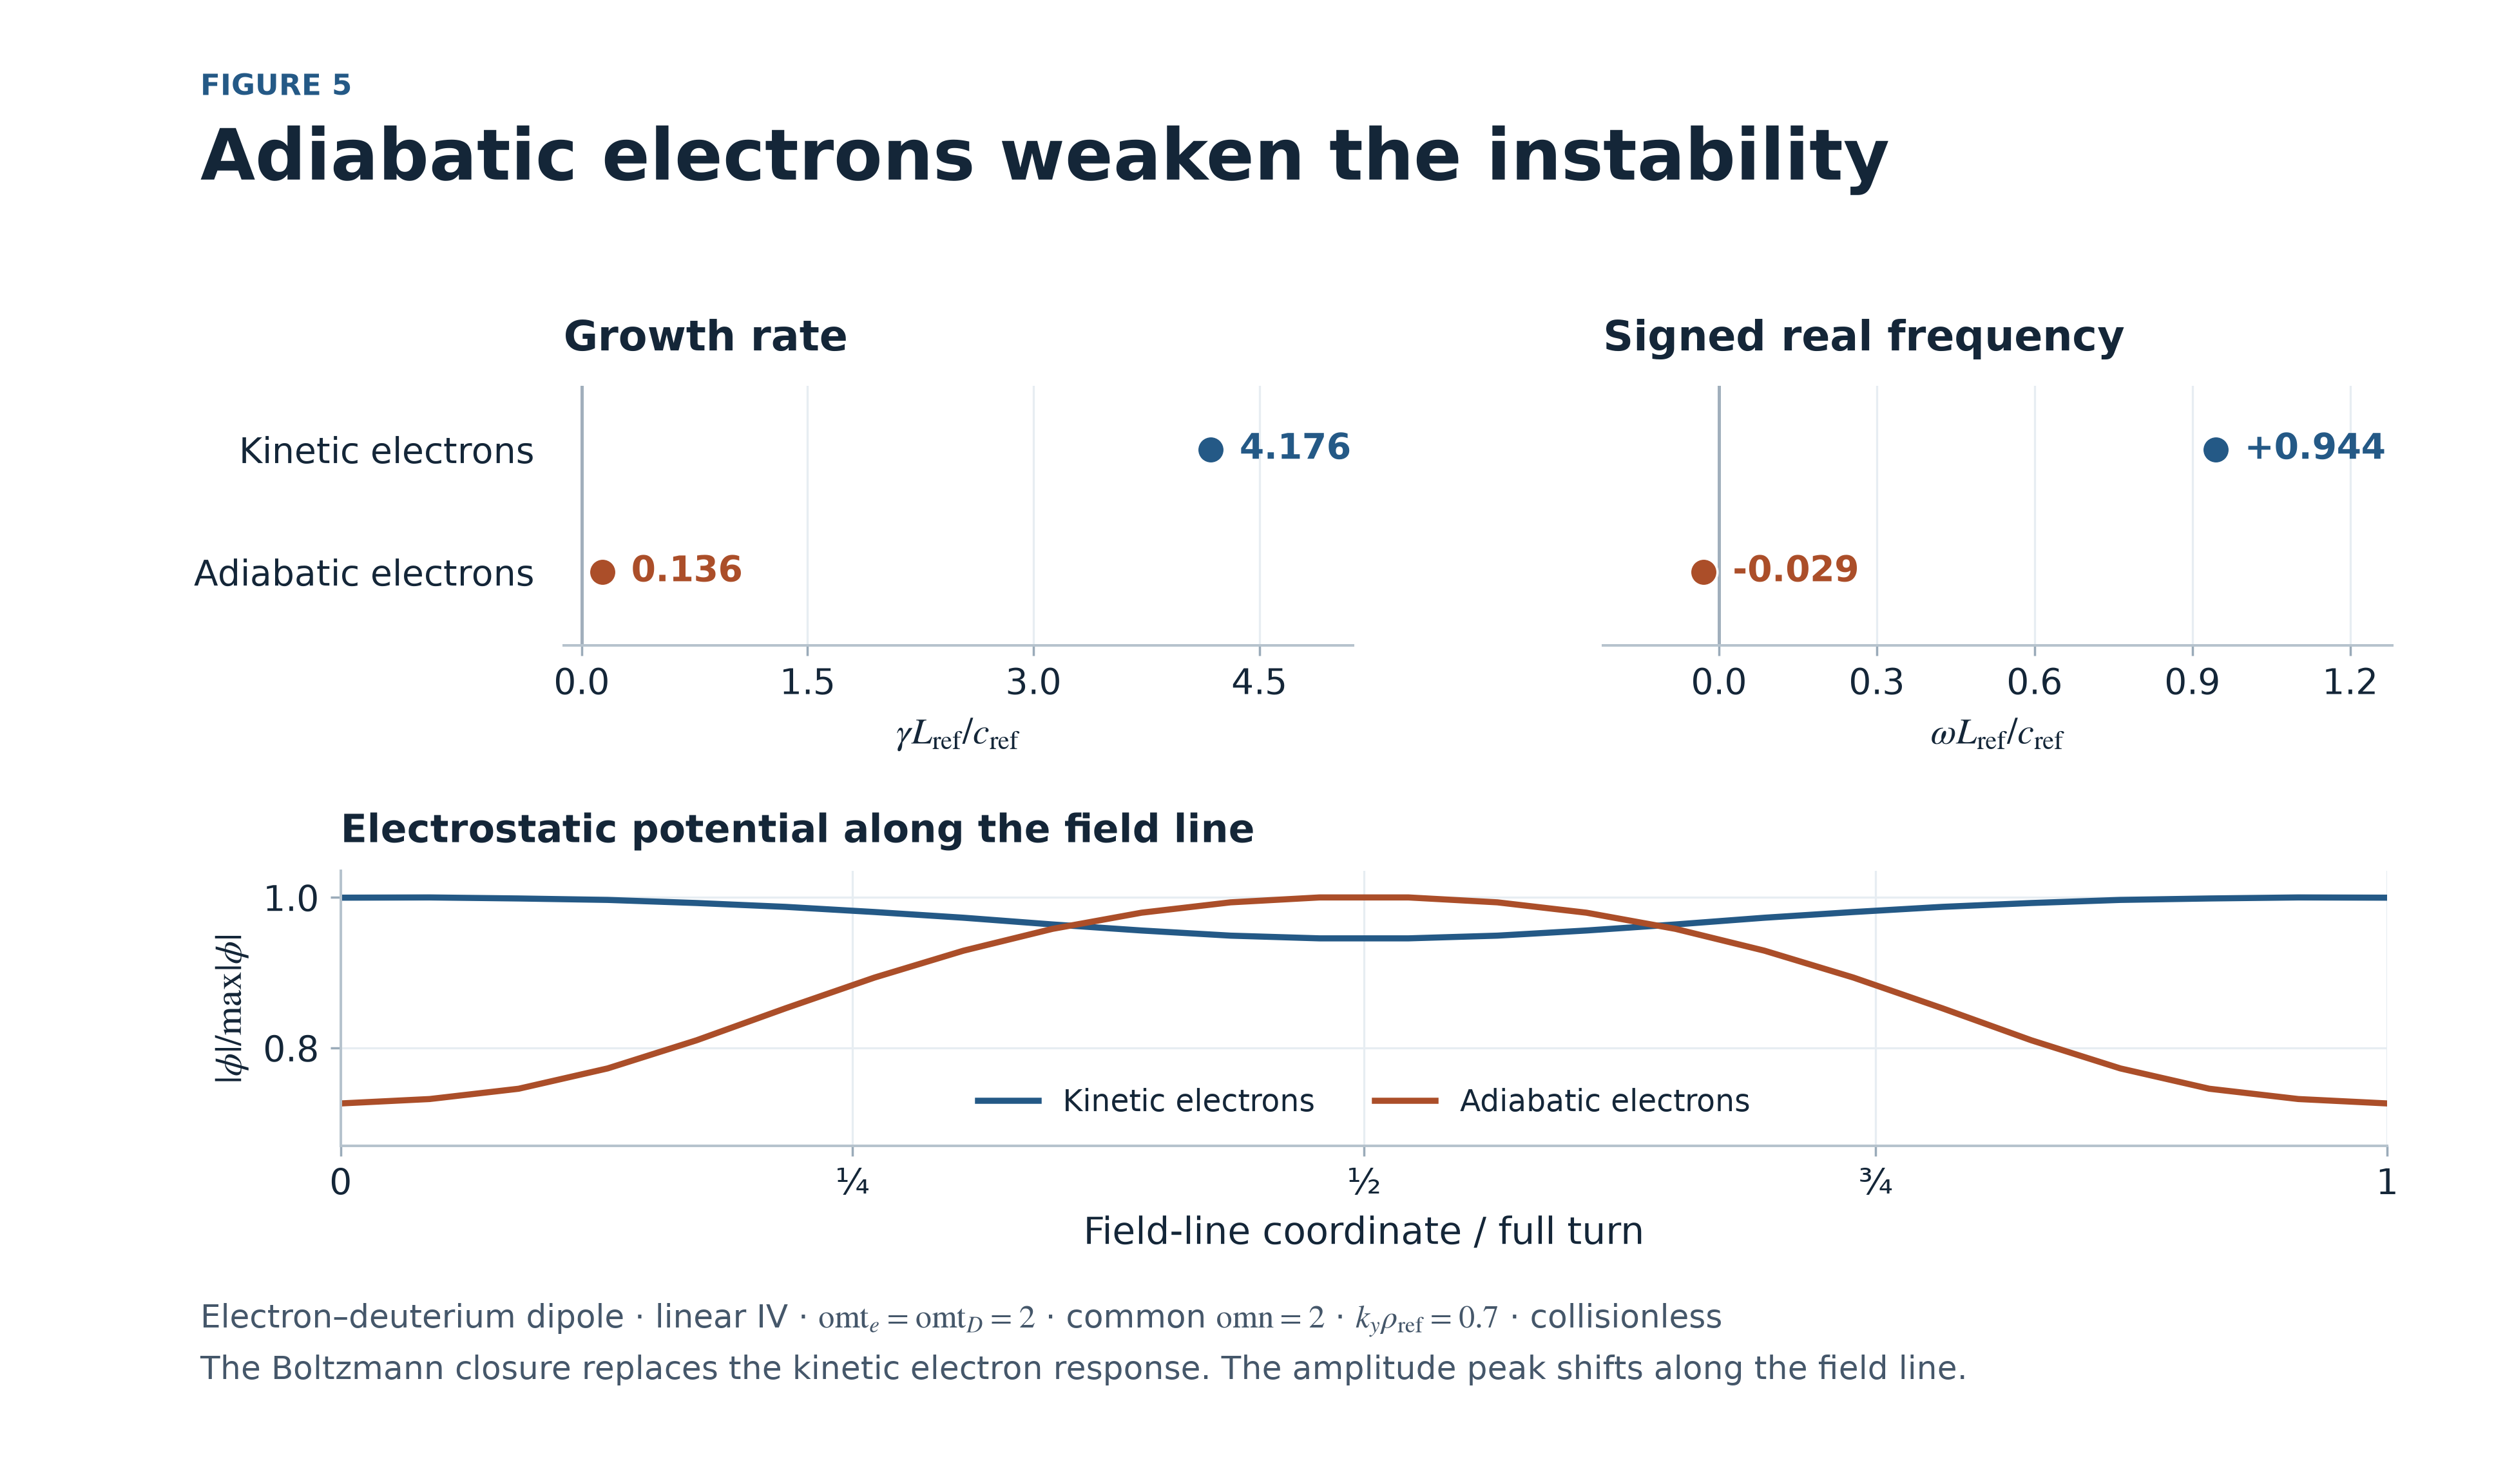 FIGURE 5
Adiabatic electrons weaken the instability
Growth rate
Kinetic electrons
4.176
Adiabatic electrons
0.136
0.0 1.5 3.0 4.5
γL_ref/c_ref
Signed real frequency
+0.944
-0.029
0.0 0.3 0.6 0.9 1.2
ωL_ref/c_ref
Electrostatic potential along the field line
|ϕ|/max|ϕ|
1.0
0.8
Kinetic electrons Adiabatic electrons
0 ¼ ½ ¾ 1
Field-line coordinate / full turn
Electron–deuterium dipole · linear IV · omt_e = omt_D = 2 · common omn = 2 · k_yρ_ref = 0.7 · collisionless
The Boltzmann closure replaces the kinetic electron response. The amplitude peak shifts along the field line.